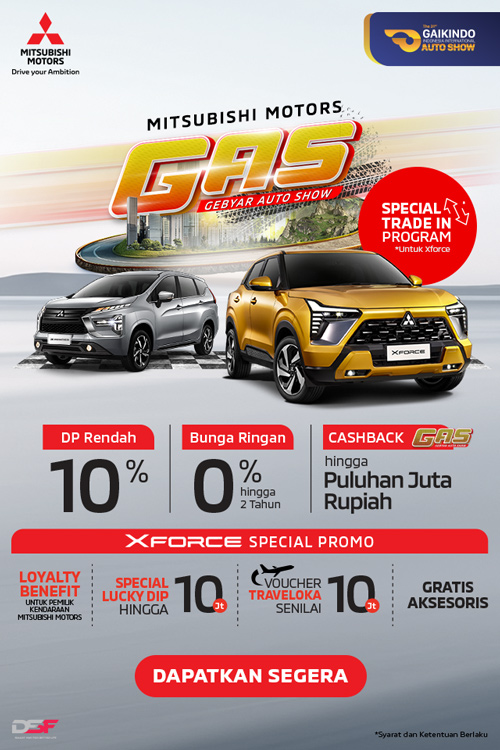 MITSUBISHI
MOTORS
Drive your Ambition
GAIKINDO
INDONESIA INTERNATIONAL
AUTO SHOW
MITSUBISHI MOTORS
GAS
GEBYAR AUTO SHOW
SPECIAL
TRADE IN
PROGRAM
*Untuk Xforce
XFORCE
DP Rendah
10%
Bunga Ringan
0%
hingga
2 Tahun
CASHBACK GAS
hingga
Puluhan Juta
Rupiah
XFORCE SPECIAL PROMO
LOYALTY
BENEFIT
UNTUK PEMILIK
KENDARAAN
MITSUBISHI MOTORS
SPECIAL
LUCKY DIP
HINGGA
10 Jt
VOUCHER
TRAVELOKA
SENILAI
10 Jt
GRATIS
AKSESORIS
DAPATKAN SEGERA
DSF
*Syarat dan Ketentuan Berlaku